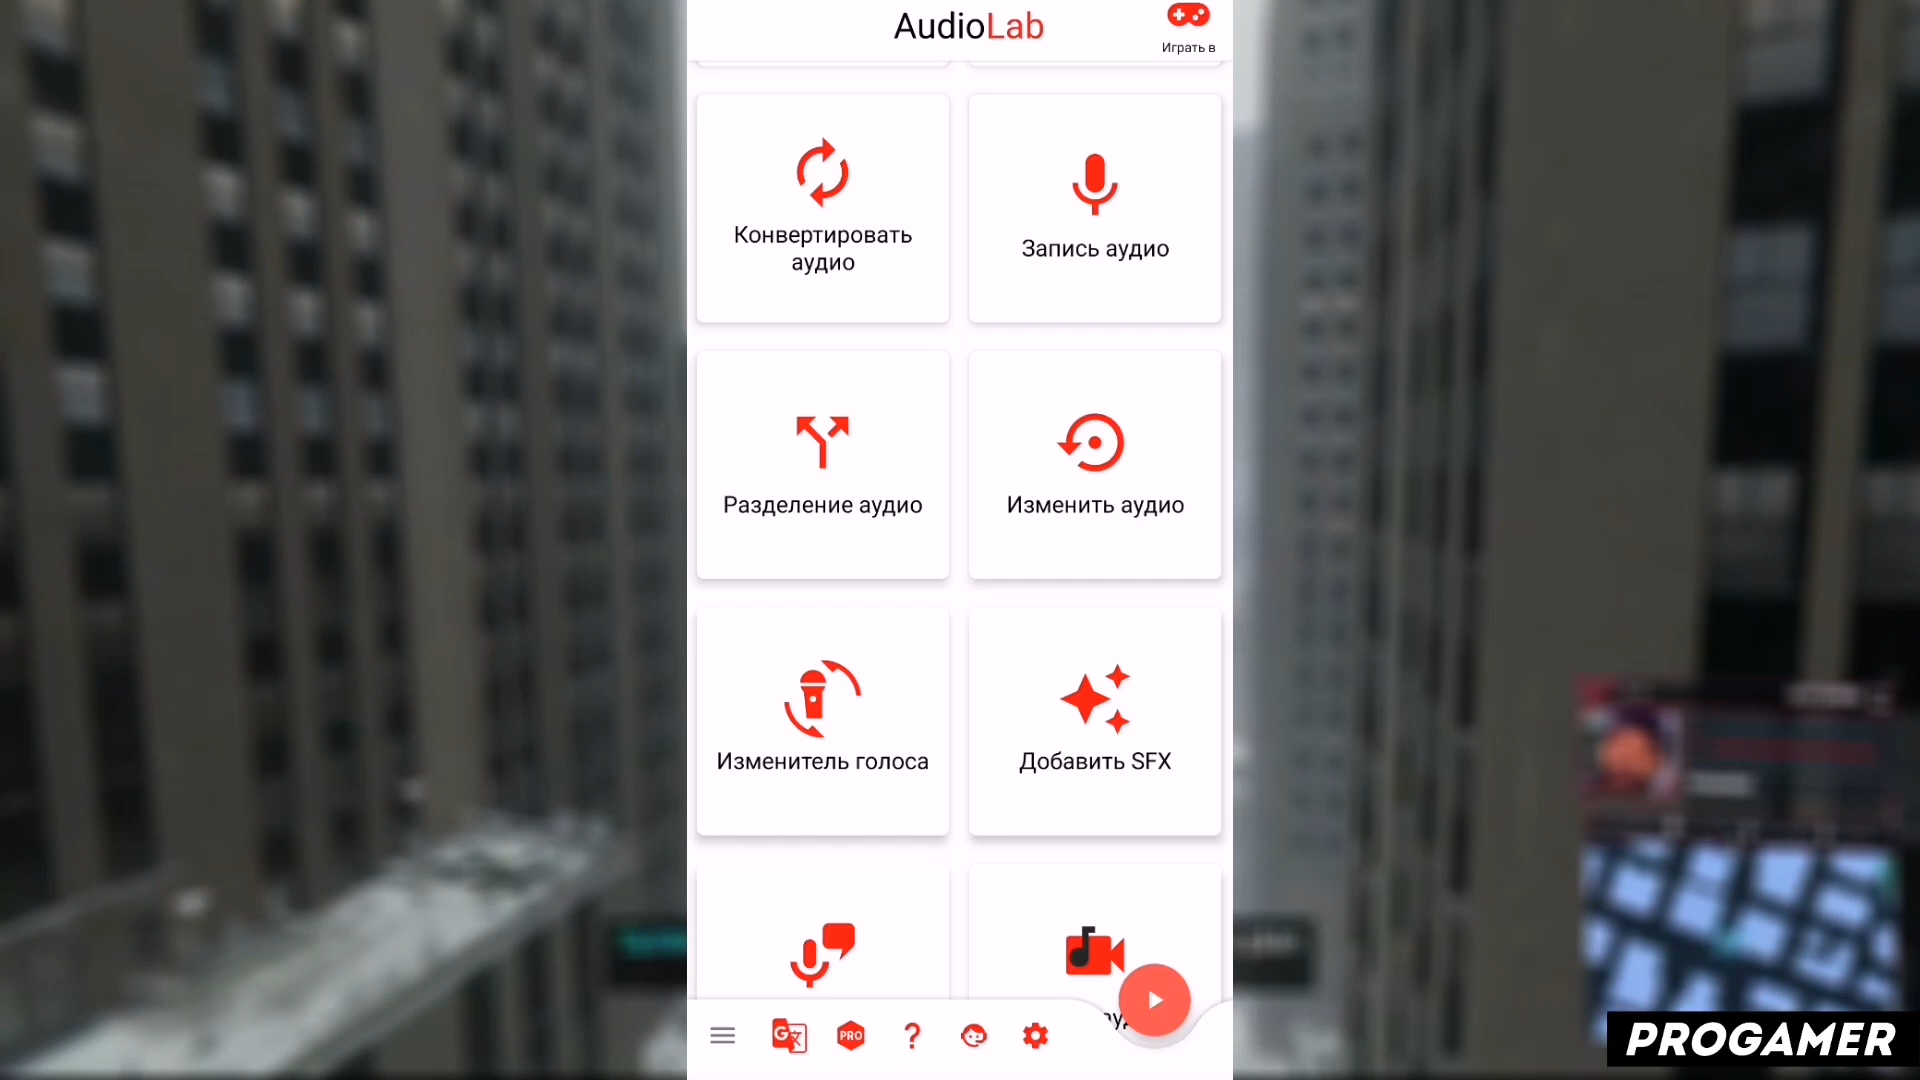 AudioLab
Играть в
Конвертировать
аудио
Запись аудио
Разделение аудио
Изменить аудио
Изменитель голоса
Добавить SFX
G
PRO
?
PROGAMER